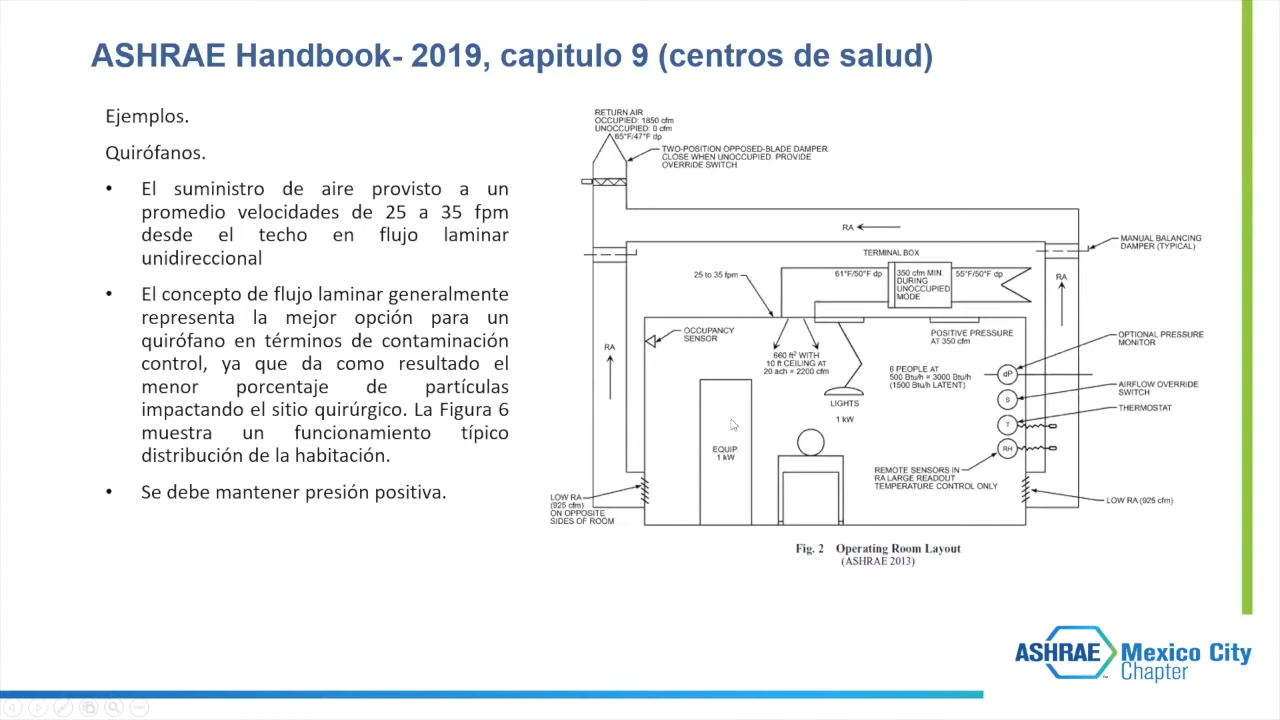 ASHRAE Handbook- 2019, capitulo 9 (centros de salud)
Ejemplos.
Quirófanos.
• El suministro de aire provisto a un
promedio velocidades de 25 a 35 fpm
desde el techo en flujo laminar
unidireccional
• El concepto de flujo laminar generalmente
representa la mejor opción para un
quirófano en términos de contaminación
control, ya que da como resultado el
menor porcentaje de partículas
impactando el sitio quirúrgico. La Figura 6
muestra un funcionamiento típico
distribución de la habitación.
• Se debe mantener presión positiva.
RETURN AIR
OCCUPIED: 1850 cfm
UNOCCUPIED: 0 cfm
65°F/47°F dp
TWO-POSITION OPPOSED-BLADE DAMPER.
CLOSE WHEN UNOCCUPIED. PROVIDE
OVERRIDE SWITCH
RA
MANUAL BALANCING
DAMPER (TYPICAL)
TERMINAL BOX
25 to 35 fpm
61°F/50°F dp
350 cfm MIN.
DURING
UNOCCUPIED
MODE
55°F/50°F dp
RA
OCCUPANCY
SENSOR
POSITIVE PRESSURE
AT 350 cfm
OPTIONAL PRESSURE
MONITOR
RA
660 ft² WITH
10 ft CEILING AT
20 ach = 2200 cfm
6 PEOPLE AT
500 Btu/h = 3000 Btu/h
(1500 Btu/h LATENT)
dP
AIRFLOW OVERRIDE
SWITCH
S
LIGHTS
1 kW
THERMOSTAT
T
EQUIP.
1 kW
RH
REMOTE SENSORS IN
RA LARGE READOUT
TEMPERATURE CONTROL ONLY
LOW RA
(925 cfm)
ON OPPOSITE
SIDES OF ROOM
LOW RA (925 cfm)
Fig. 2 Operating Room Layout
(ASHRAE 2013)
ASHRAE Mexico City
Chapter